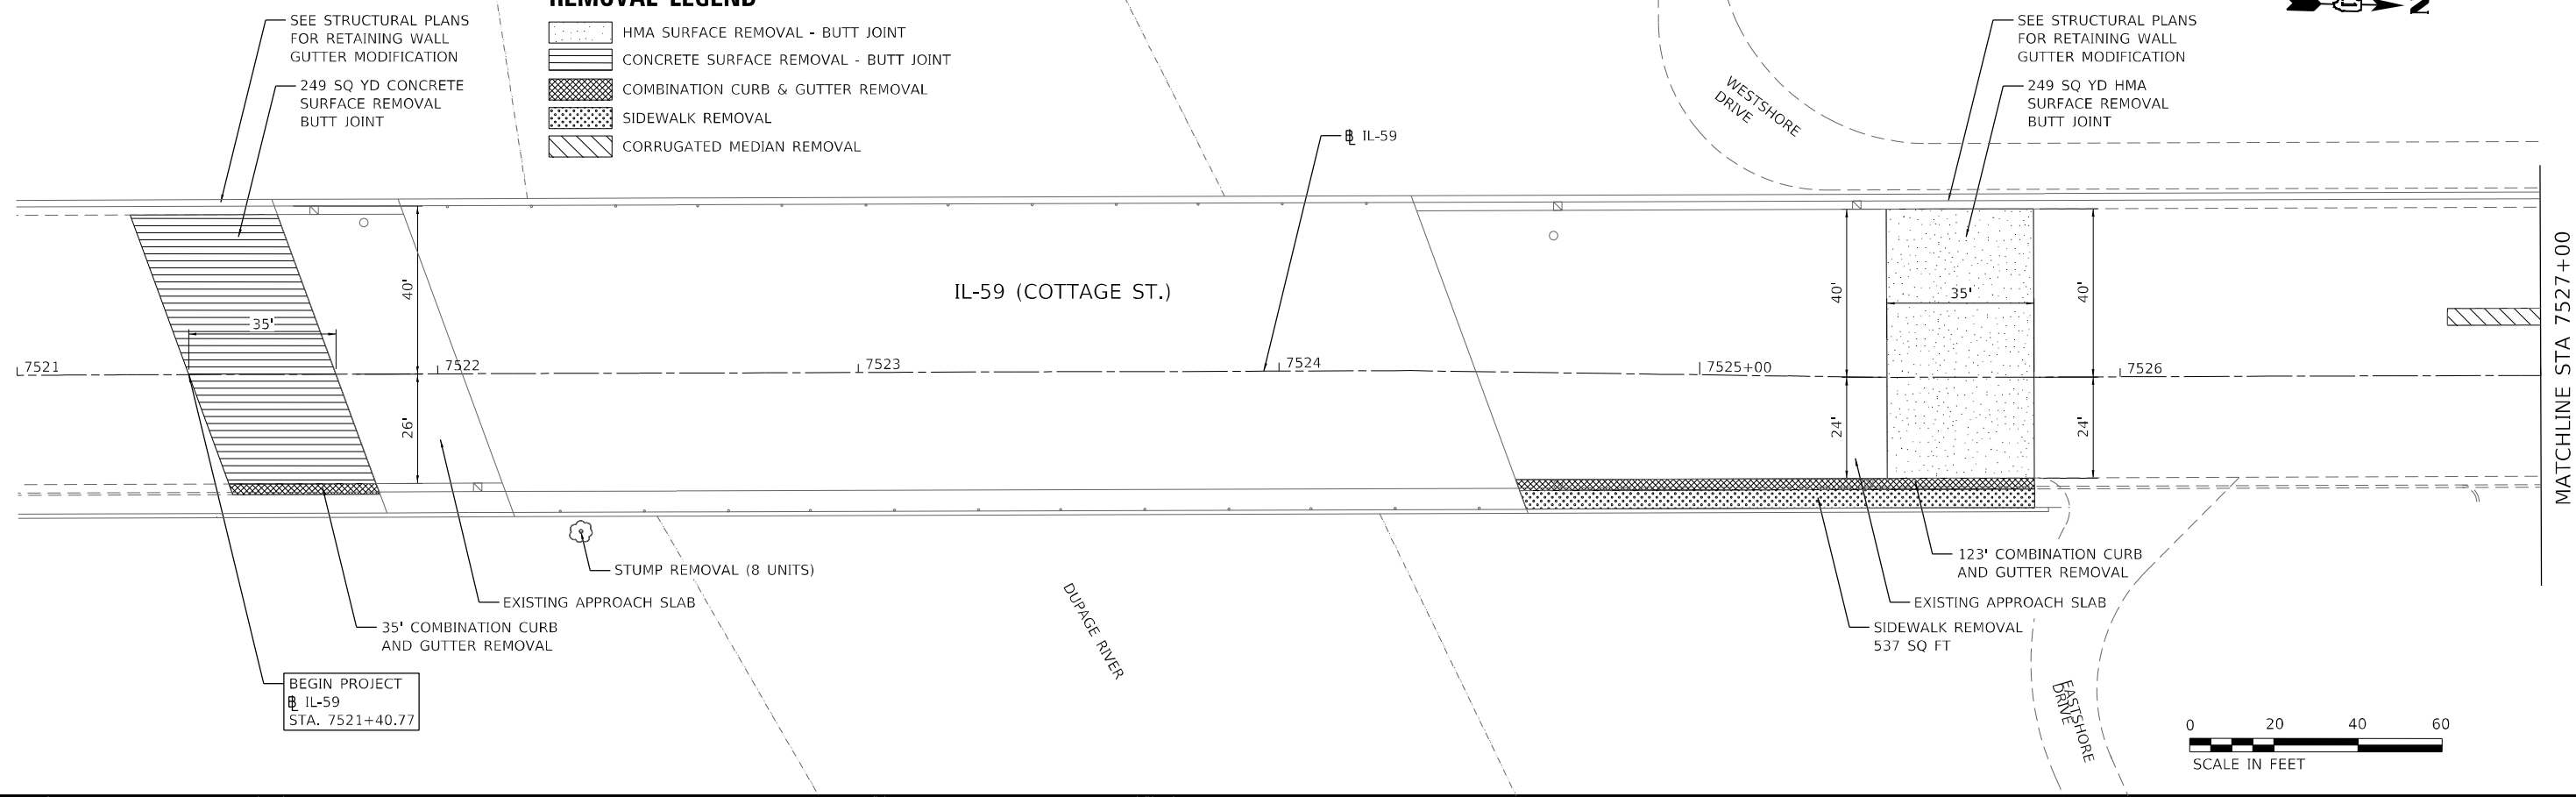 REMOVAL LEGEND
HMA SURFACE REMOVAL - BUTT JOINT
CONCRETE SURFACE REMOVAL - BUTT JOINT
COMBINATION CURB & GUTTER REMOVAL
SIDEWALK REMOVAL
CORRUGATED MEDIAN REMOVAL
SEE STRUCTURAL PLANS
FOR RETAINING WALL
GUTTER MODIFICATION
249 SQ YD CONCRETE
SURFACE REMOVAL
BUTT JOINT
BL IL-59
WESTSHORE
DRIVE
SEE STRUCTURAL PLANS
FOR RETAINING WALL
GUTTER MODIFICATION
249 SQ YD HMA
SURFACE REMOVAL
BUTT JOINT
N
IL-59 (COTTAGE ST.)
40'
35'
26'
40'
35'
40'
24'
24'
7521
7522
7523
7524
7525+00
7526
MATCHLINE STA 7527+00
STUMP REMOVAL (8 UNITS)
EXISTING APPROACH SLAB
35' COMBINATION CURB
AND GUTTER REMOVAL
BEGIN PROJECT
BL IL-59
STA. 7521+40.77
DUPAGE RIVER
123' COMBINATION CURB
AND GUTTER REMOVAL
EXISTING APPROACH SLAB
SIDEWALK REMOVAL
537 SQ FT
EASTSHORE
DRIVE
0 20 40 60
SCALE IN FEET